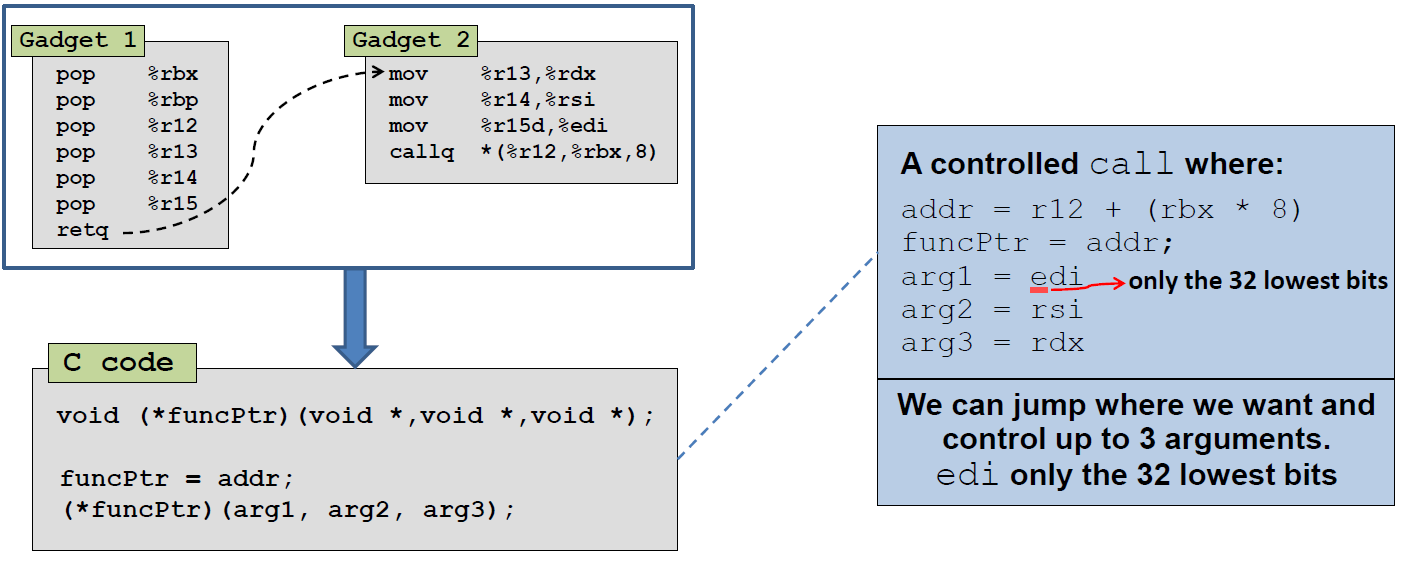 Gadget 1
pop %rbx
pop %rbp
pop %r12
pop %r13
pop %r14
pop %r15
retq
Gadget 2
mov %r13,%rdx
mov %r14,%rsi
mov %r15d,%edi
callq *(%r12,%rbx,8)
C code
void (*funcPtr)(void *,void *,void *);
funcPtr = addr;
(*funcPtr)(arg1, arg2, arg3);
A controlled call where:
addr = r12 + (rbx * 8)
funcPtr = addr;
arg1 = edi only the 32 lowest bits
arg2 = rsi
arg3 = rdx
We can jump where we want and
control up to 3 arguments.
edi only the 32 lowest bits